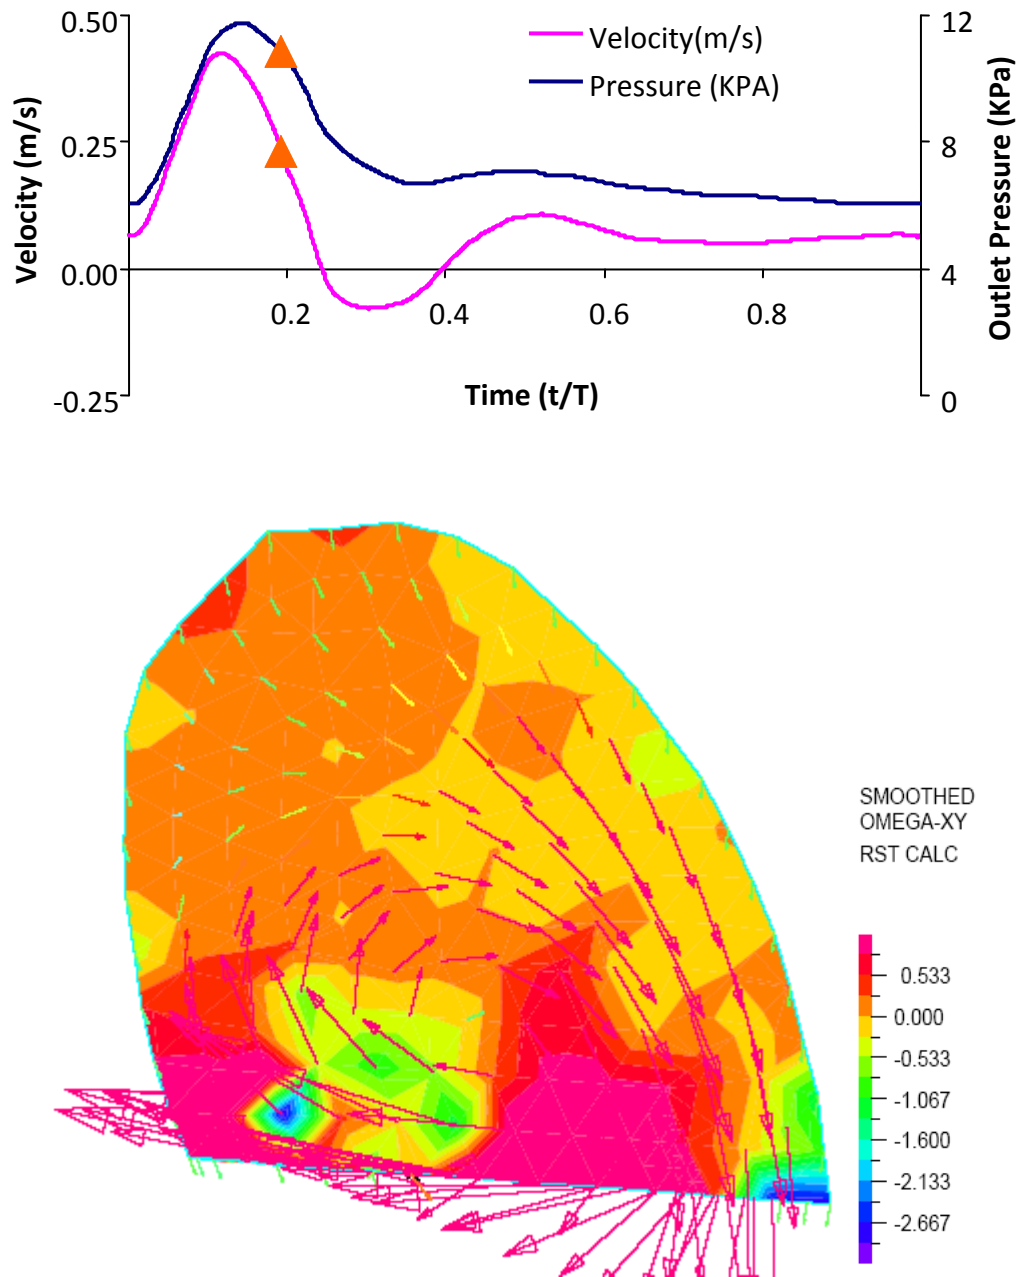 0.50
0.25
0.00
-0.25
Velocity (m/s)
Velocity(m/s)
Pressure (KPA)
12
8
4
0
Outlet Pressure (KPa)
0.2
0.4
0.6
0.8
Time (t/T)
SMOOTHED
OMEGA-XY
RST CALC
0.533
0.000
-0.533
-1.067
-1.600
-2.133
-2.667